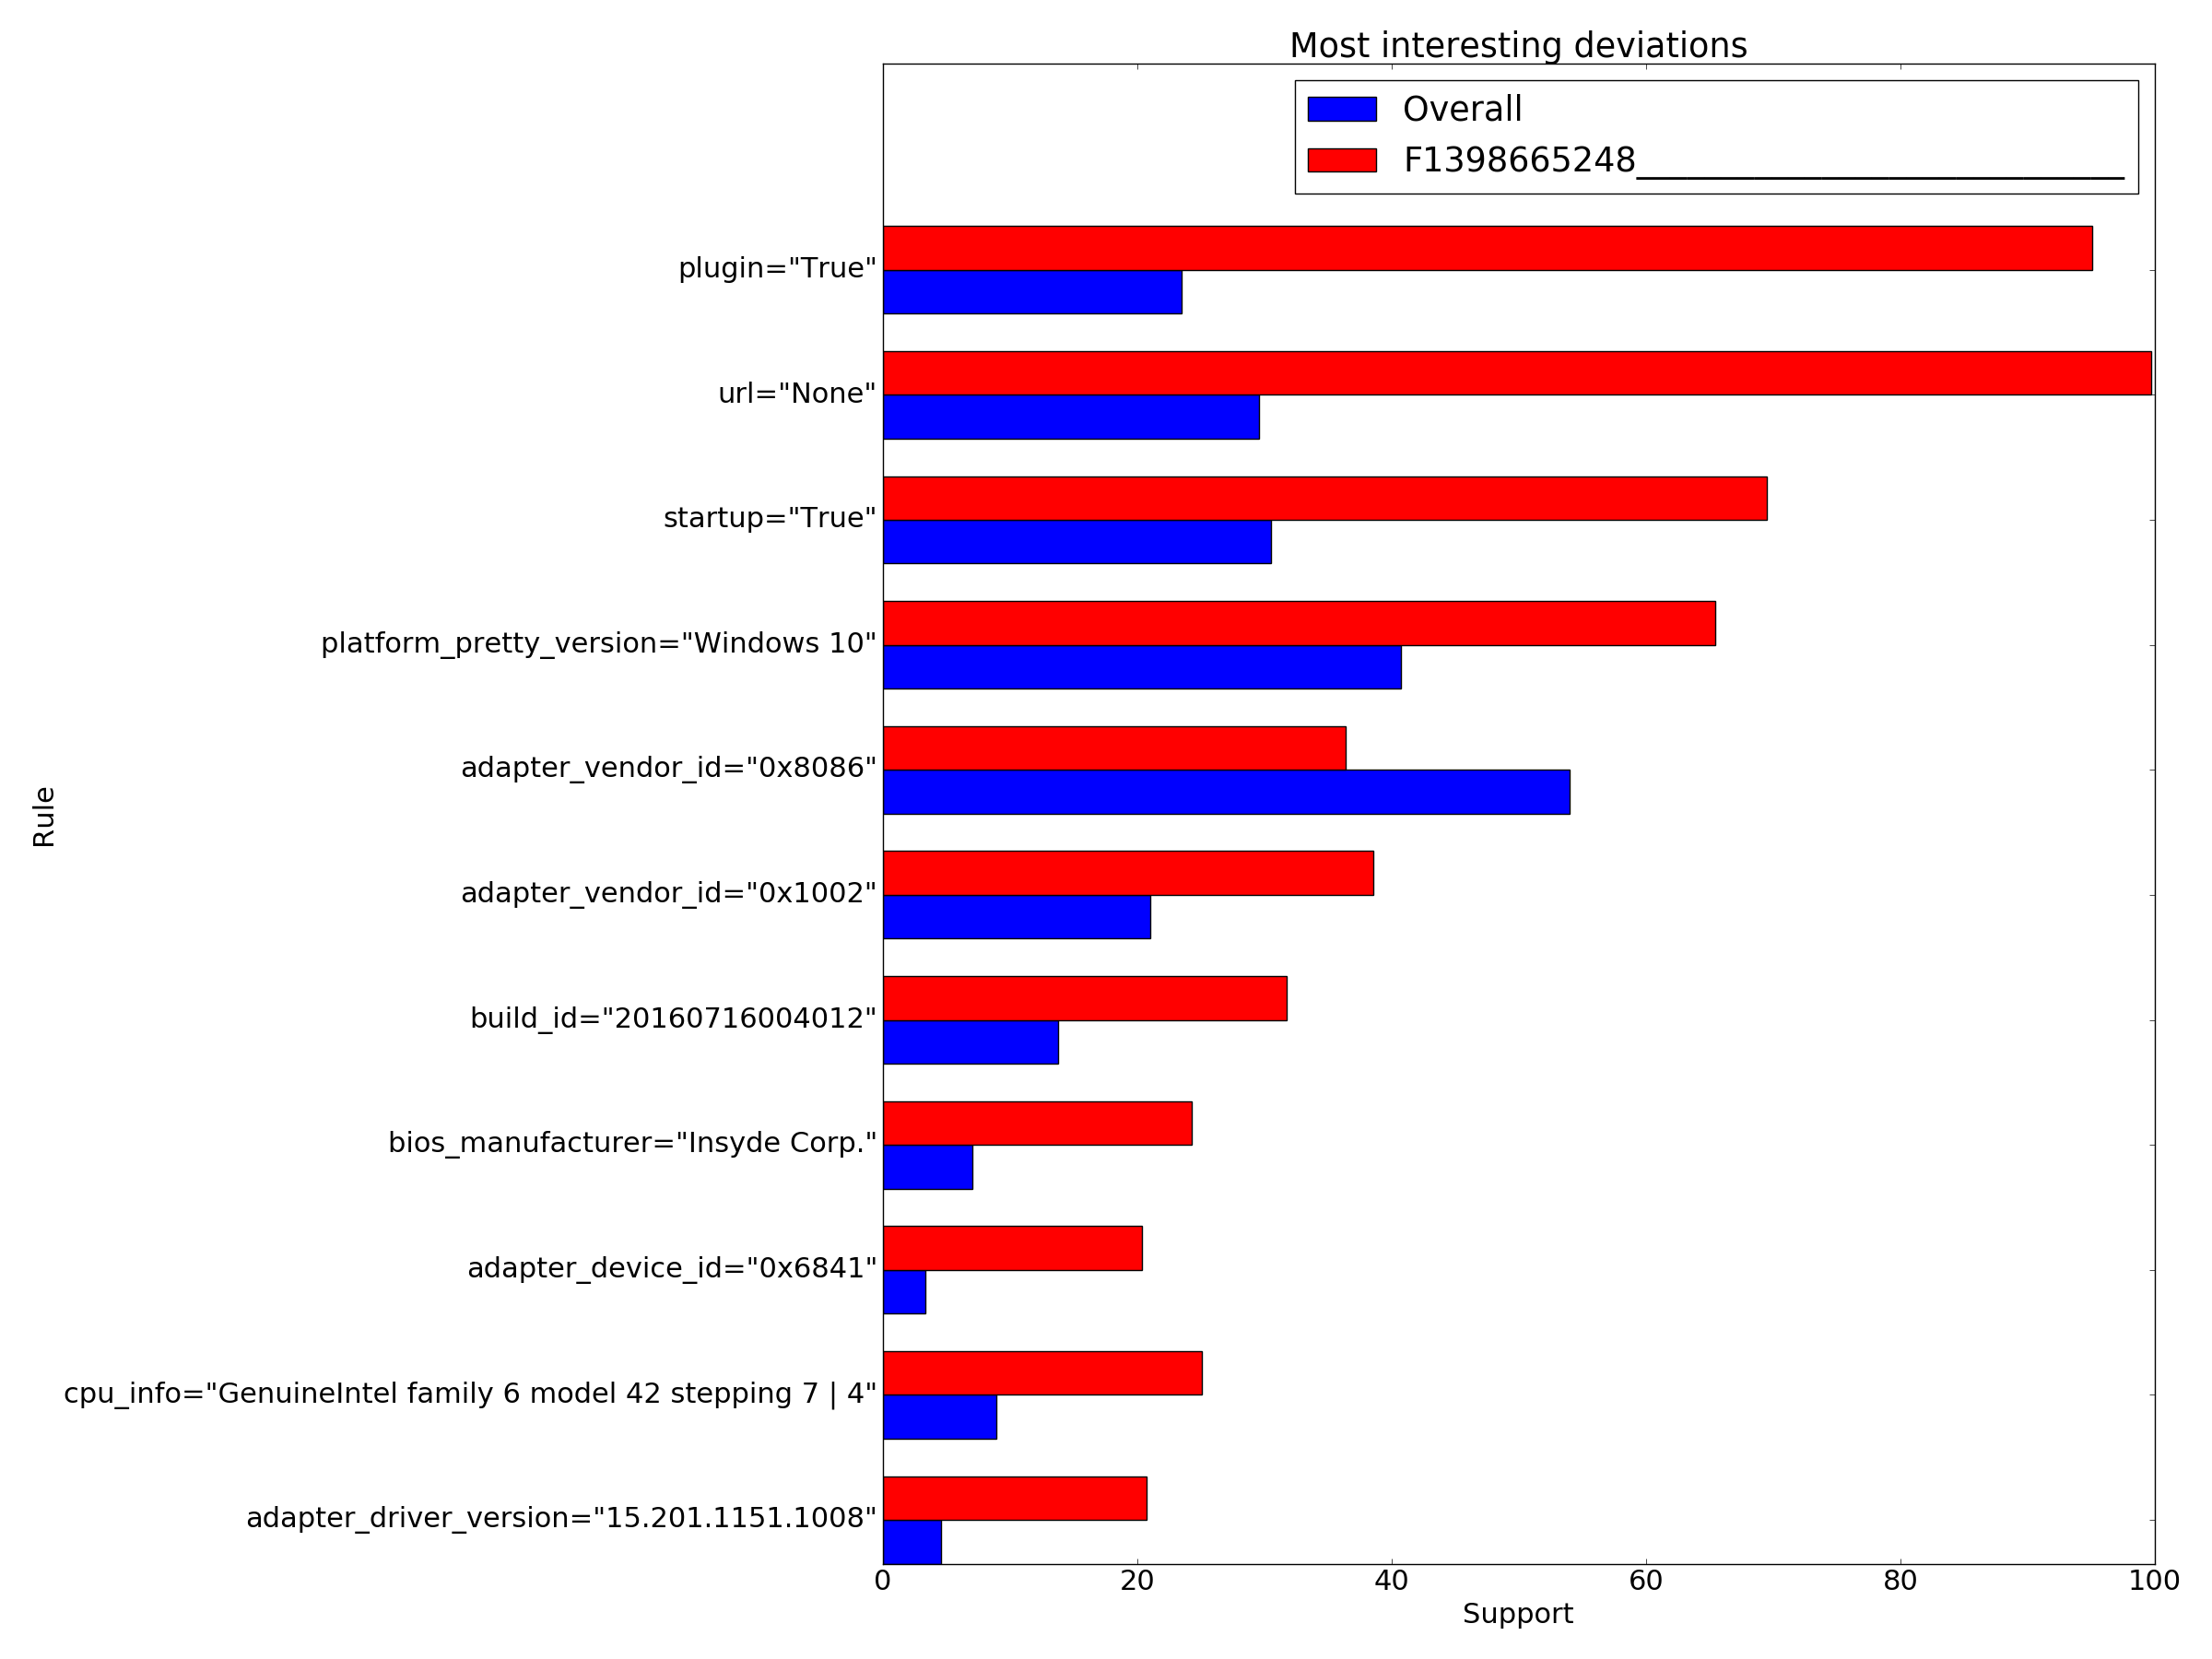 Most interesting deviations
Overall
F1398665248_____________________________
plugin="True"
url="None"
startup="True"
platform_pretty_version="Windows 10"
adapter_vendor_id="0x8086"
adapter_vendor_id="0x1002"
build_id="20160716004012"
bios_manufacturer="Insyde Corp."
adapter_device_id="0x6841"
cpu_info="GenuineIntel family 6 model 42 stepping 7 | 4"
adapter_driver_version="15.201.1151.1008"
Rule
0 20 40 60 80 100
Support